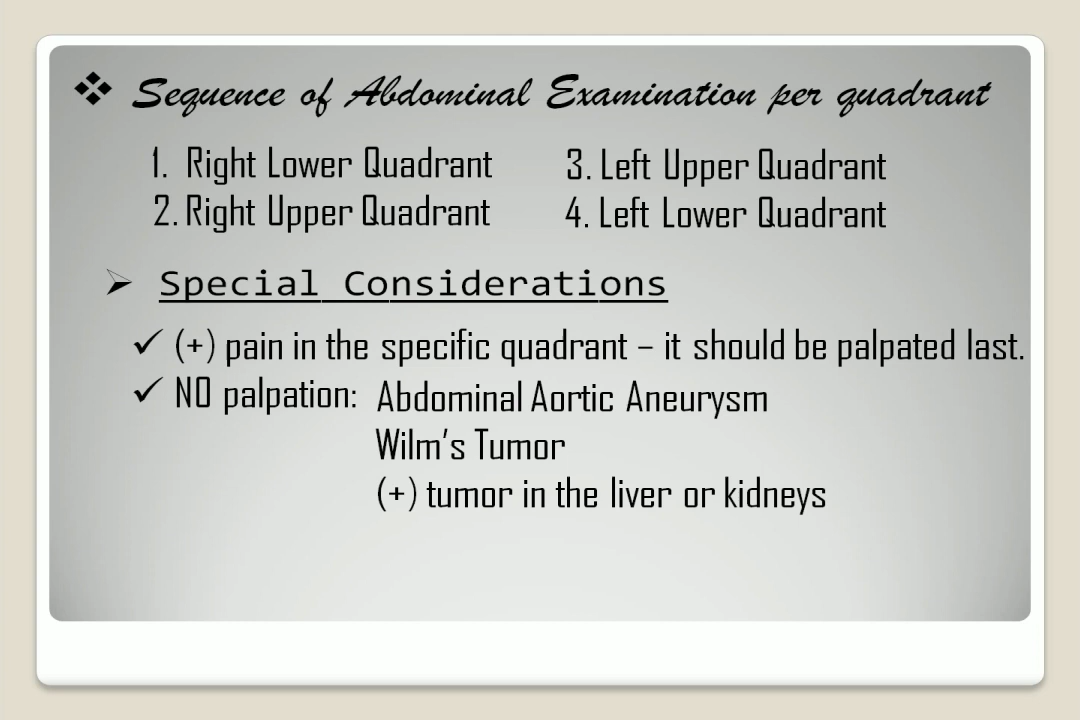 ❖ Sequence of Abdominal Examination per quadrant
1. Right Lower Quadrant
2. Right Upper Quadrant
3. Left Upper Quadrant
4. Left Lower Quadrant
➢ Special Considerations
✓ (+) pain in the specific quadrant – it should be palpated last.
✓ NO palpation: Abdominal Aortic Aneurysm
Wilm's Tumor
(+) tumor in the liver or kidneys